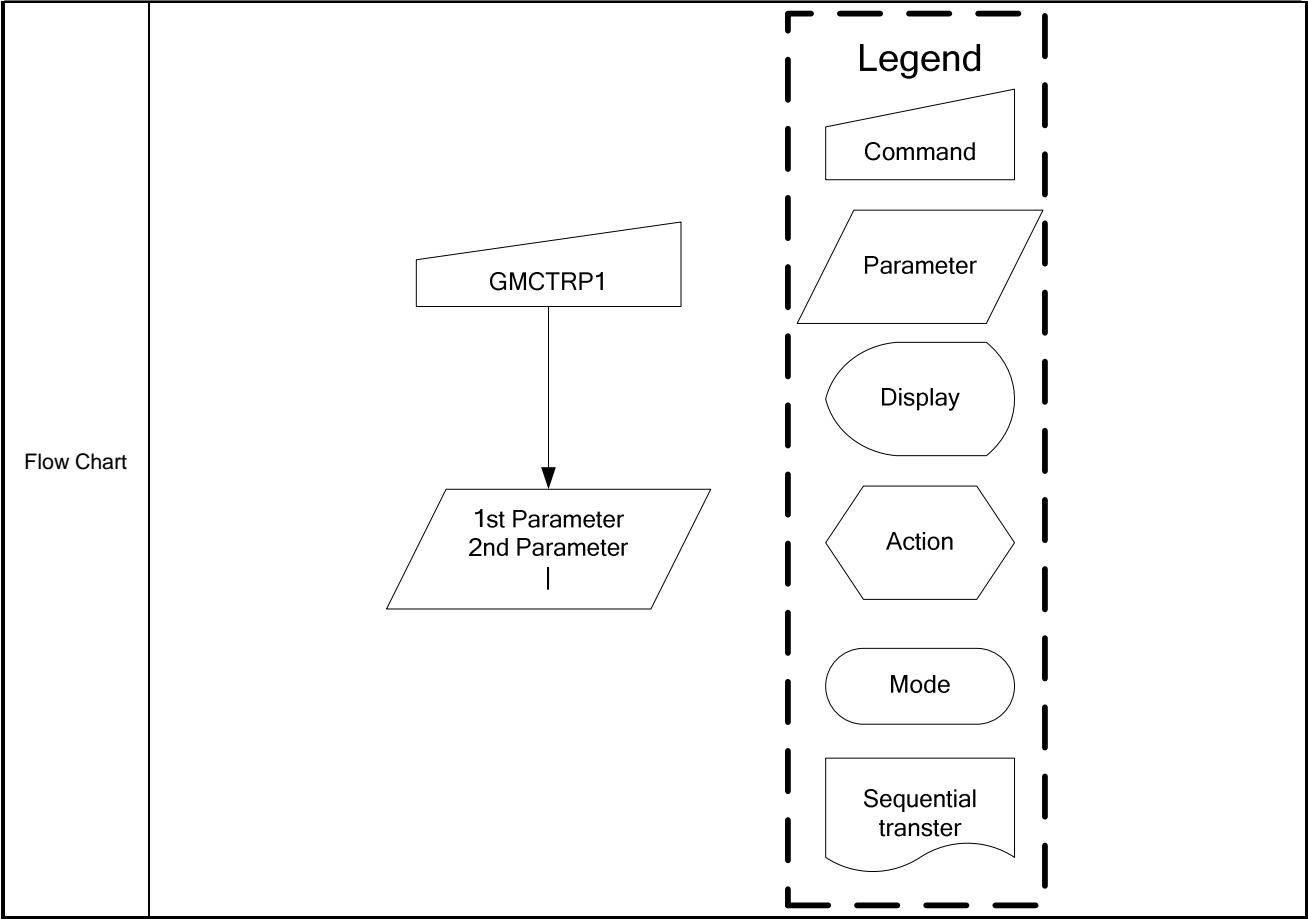 Flow Chart
GMCTRP1
1st Parameter
2nd Parameter
|
Legend
Command
Parameter
Display
Action
Mode
Sequential
transter